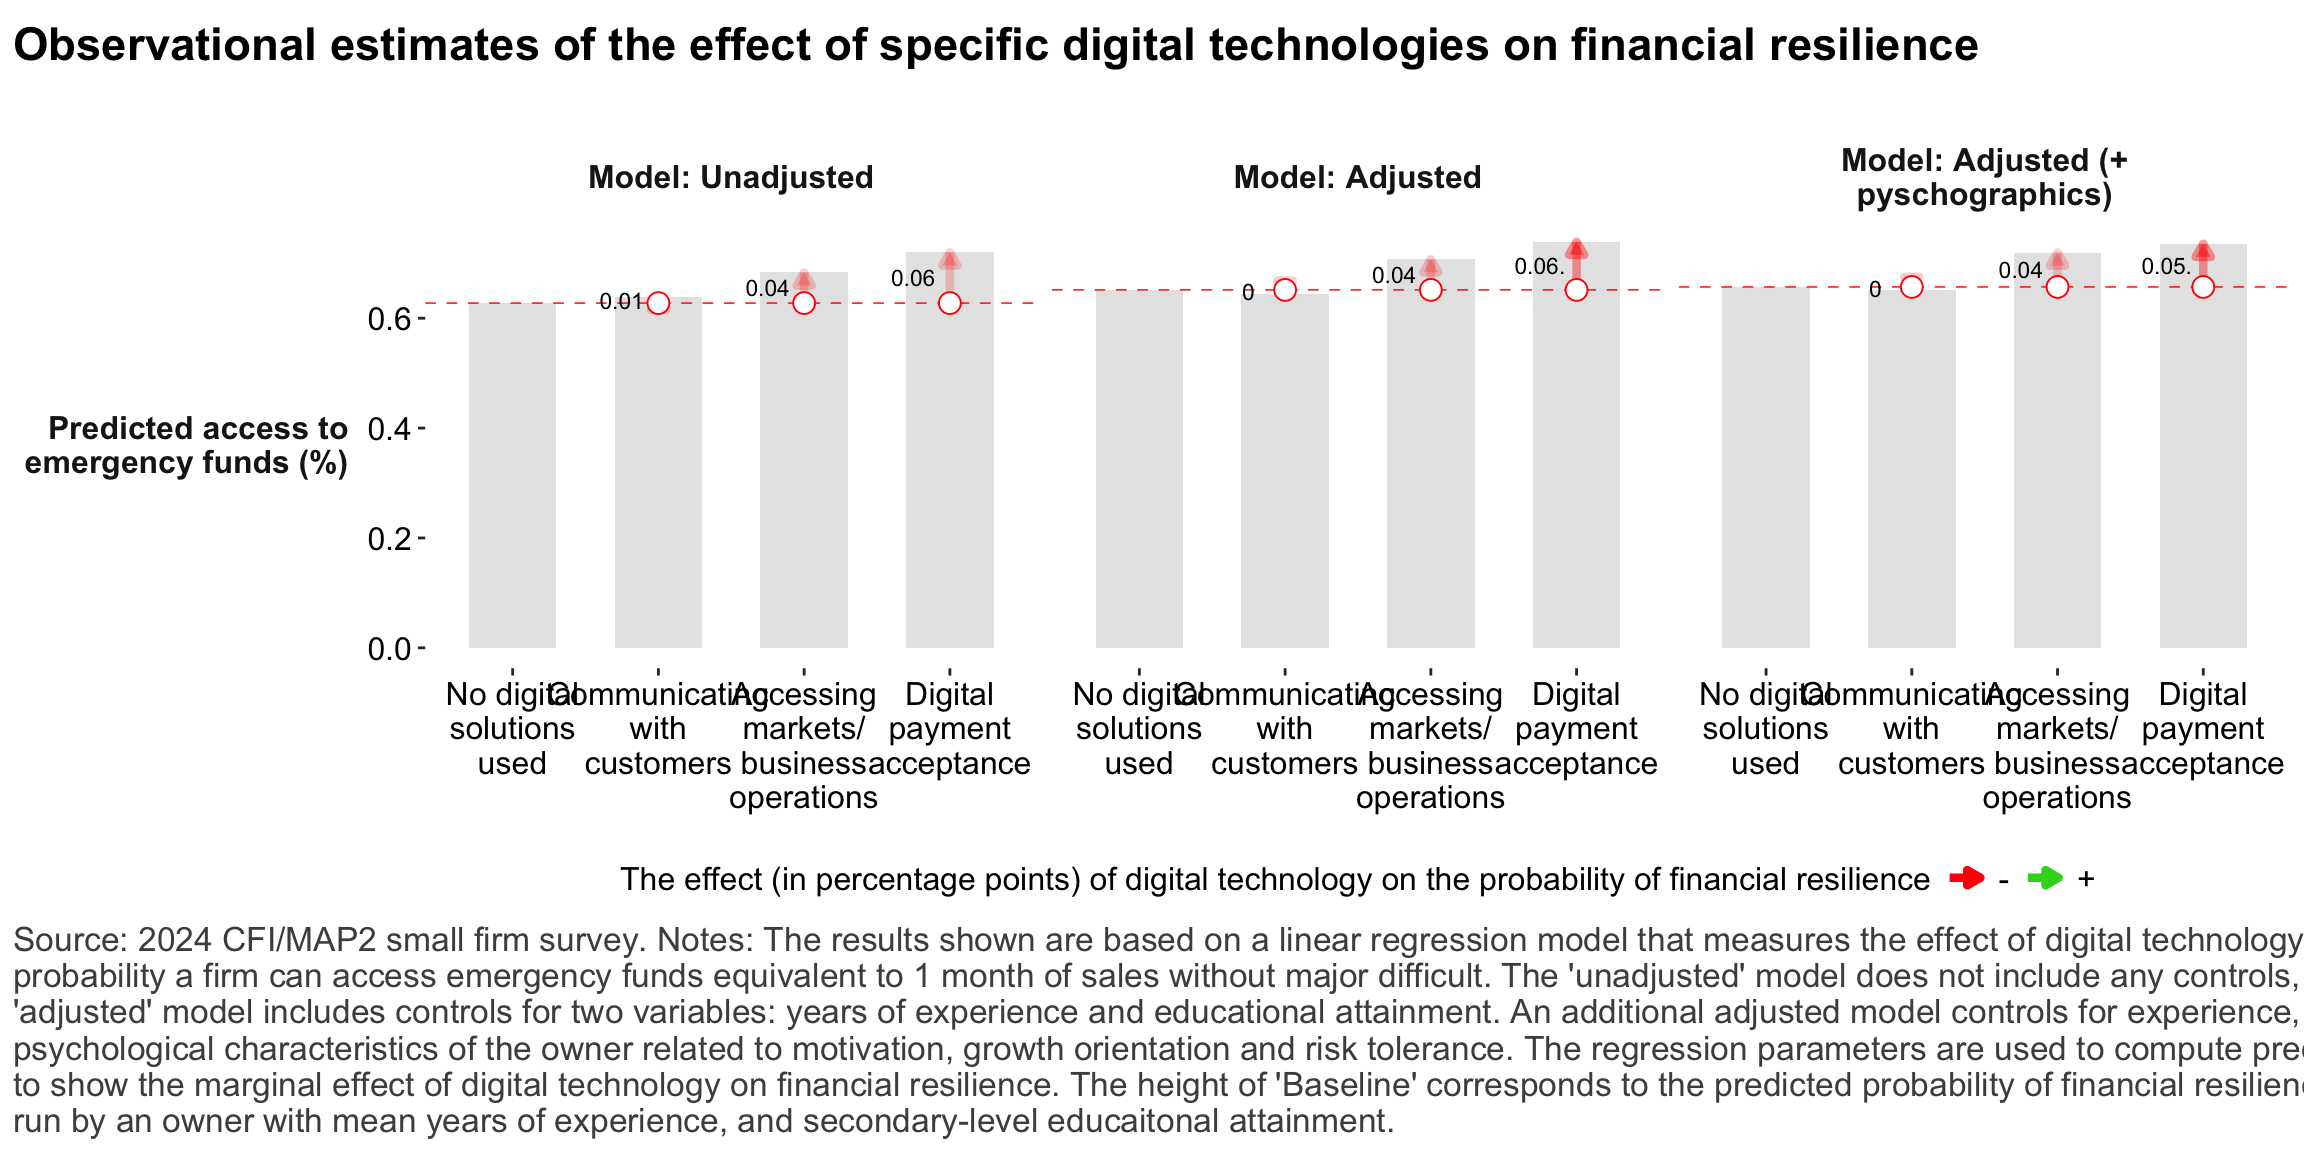 Observational estimates of the effect of specific digital technologies on financial resilience
Model: Unadjusted
Model: Adjusted
Model: Adjusted (+
pyschographics)
Predicted access to
emergency funds (%)
0.6
0.4
0.2
0.0
0.01
0.04
0.06
0
0.04
0.06.
0
0.04
0.05.
No digital
solutions
used
Communicating
with
customers
Accessing
markets/
business
operations
Digital
payment
acceptance
No digital
solutions
used
Communicating
with
customers
Accessing
markets/
business
operations
Digital
payment
acceptance
No digital
solutions
used
Communicating
with
customers
Accessing
markets/
business
operations
Digital
payment
acceptance
The effect (in percentage points) of digital technology on the probability of financial resilience - +
Source: 2024 CFI/MAP2 small firm survey. Notes: The results shown are based on a linear regression model that measures the effect of digital technology
probability a firm can access emergency funds equivalent to 1 month of sales without major difficult. The 'unadjusted' model does not include any controls,
'adjusted' model includes controls for two variables: years of experience and educational attainment. An additional adjusted model controls for experience,
psychological characteristics of the owner related to motivation, growth orientation and risk tolerance. The regression parameters are used to compute
to show the marginal effect of digital technology on financial resilience. The height of 'Baseline' corresponds to the predicted probability of financial
run by an owner with mean years of experience, and secondary-level educaitonal attainment.